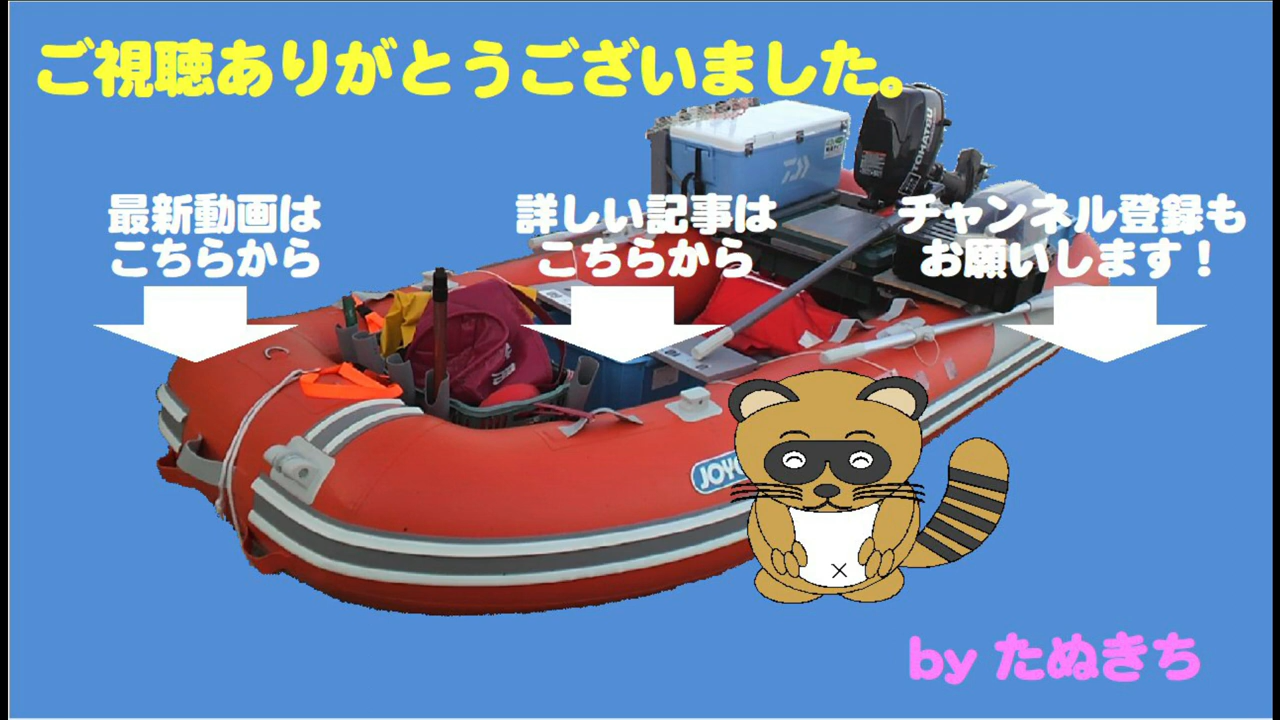 ご視聴ありがとうございました。
最新動画は
こちらから
詳しい記事は
こちらから
チャンネル登録も
お願いします！
TOHATSU
by たぬきち